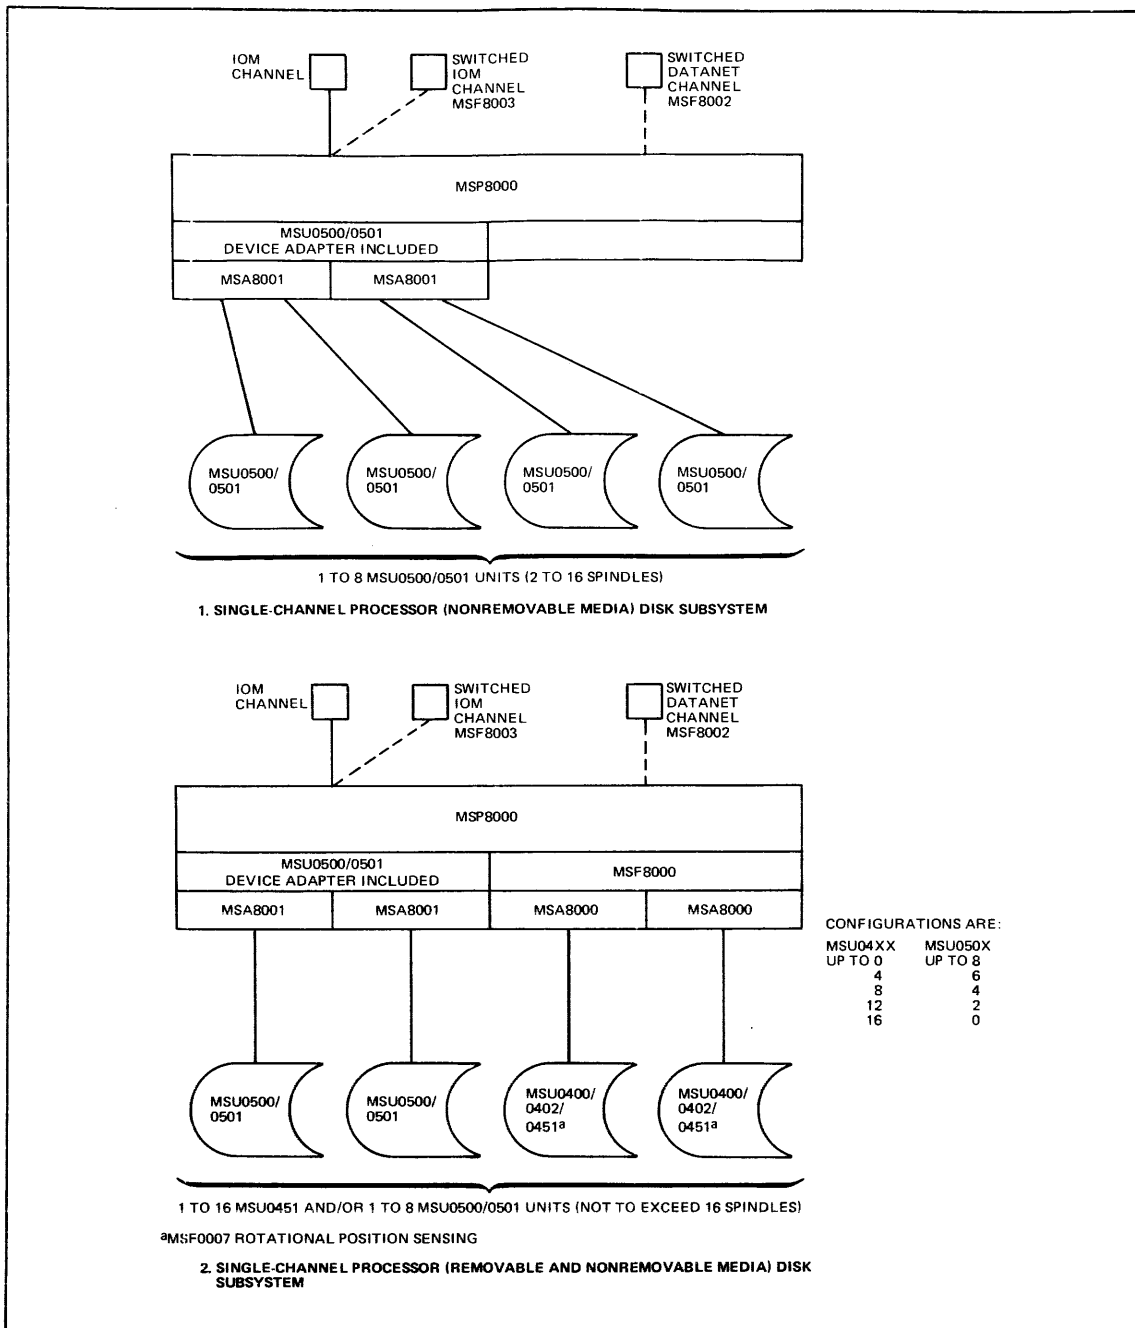 IOM
CHANNEL
SWITCHED
IOM
CHANNEL
MSF8003
SWITCHED
DATANET
CHANNEL
MSF8002
MSP8000
MSU0500/0501
DEVICE ADAPTER INCLUDED
MSA8001
MSA8001
MSU0500/
0501
MSU0500/
0501
MSU0500/
0501
MSU0500/
0501
1 TO 8 MSU0500/0501 UNITS (2 TO 16 SPINDLES)
1. SINGLE-CHANNEL PROCESSOR (NONREMOVABLE MEDIA) DISK SUBSYSTEM
IOM
CHANNEL
SWITCHED
IOM
CHANNEL
MSF8003
SWITCHED
DATANET
CHANNEL
MSF8002
MSP8000
MSU0500/0501
DEVICE ADAPTER INCLUDED
MSF8000
MSA8001
MSA8001
MSA8000
MSA8000
CONFIGURATIONS ARE:
MSU04XX MSU050X
UP TO 0 UP TO 8
4 6
8 4
12 2
16 0
MSU0500/
0501
MSU0500/
0501
MSU0400/
0402/
0451a
MSU0400/
0402/
0451a
1 TO 16 MSU0451 AND/OR 1 TO 8 MSU0500/0501 UNITS (NOT TO EXCEED 16 SPINDLES)
aMSF0007 ROTATIONAL POSITION SENSING
2. SINGLE-CHANNEL PROCESSOR (REMOVABLE AND NONREMOVABLE MEDIA) DISK
SUBSYSTEM